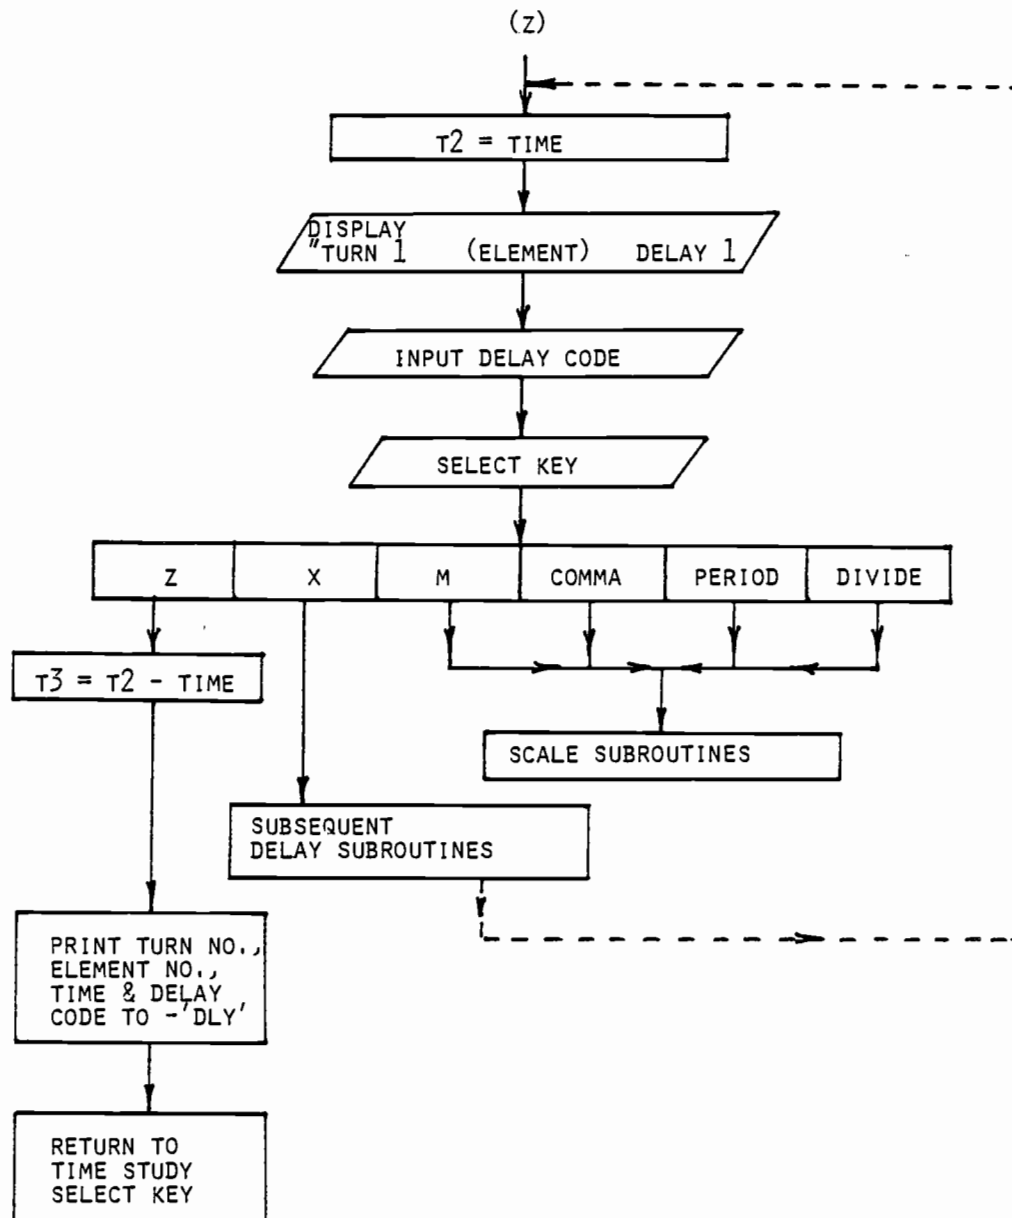 (Z)
T2 = TIME
DISPLAY
"TURN 1 (ELEMENT) DELAY 1
INPUT DELAY CODE
SELECT KEY
Z X M COMMA PERIOD DIVIDE
T3 = T2 - TIME
SCALE SUBROUTINES
SUBSEQUENT
DELAY SUBROUTINES
PRINT TURN NO.,
ELEMENT NO.,
TIME & DELAY
CODE TO -'DLY'
RETURN TO
TIME STUDY
SELECT KEY